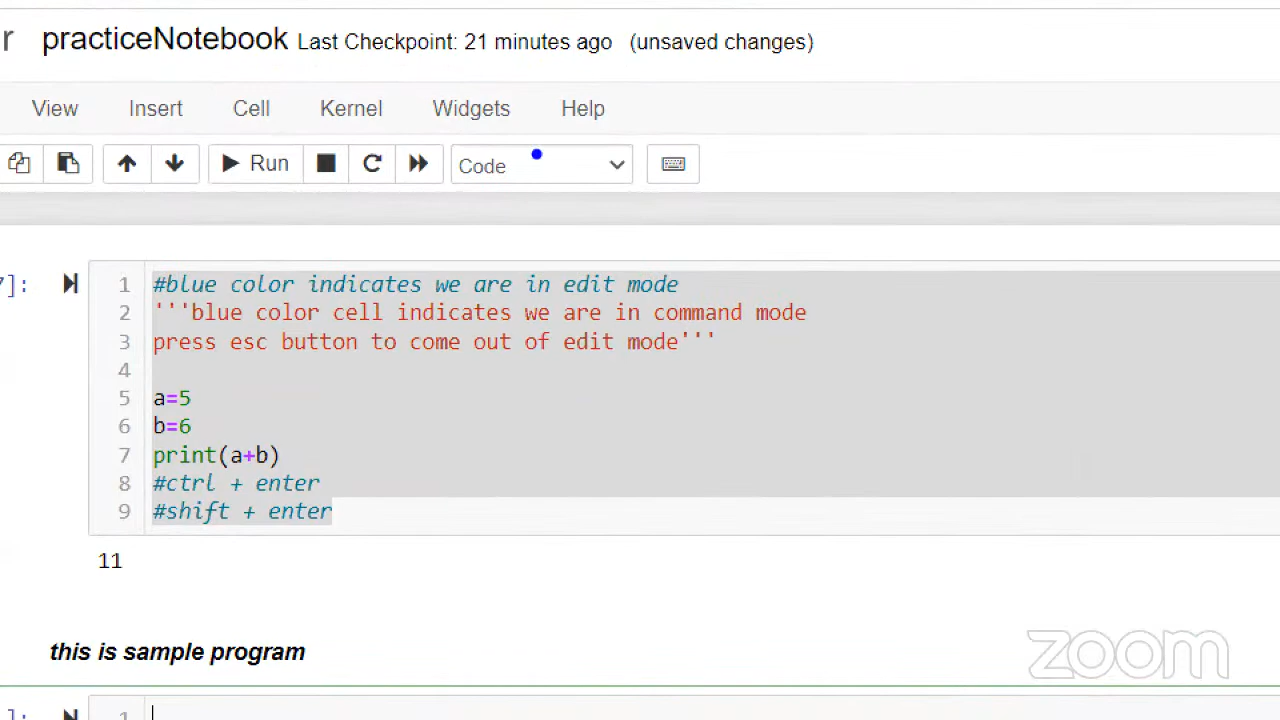 r practiceNotebook Last Checkpoint: 21 minutes ago (unsaved changes)
View Insert Cell Kernel Widgets Help
Run Code
7]:
1 #blue color indicates we are in edit mode
2 '''blue color cell indicates we are in command mode
3 press esc button to come out of edit mode'''
4
5 a=5
6 b=6
7 print(a+b)
8 #ctrl + enter
9 #shift + enter
11
this is sample program
zoom
]: 1